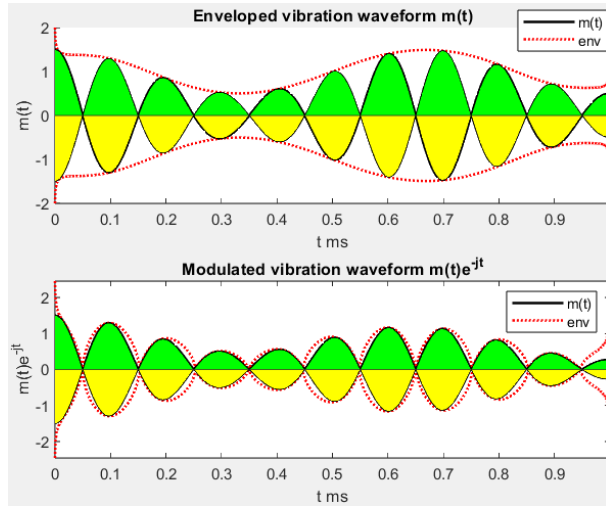 Enveloped vibration waveform m(t)
m(t)
env
2
1
0
-1
-2
m(t)
0 0.1 0.2 0.3 0.4 0.5 0.6 0.7 0.8 0.9
t ms
Modulated vibration waveform m(t)e^-jt
m(t)
env
2
1
0
-1
-2
m(t)e^-jt
0 0.1 0.2 0.3 0.4 0.5 0.6 0.7 0.8 0.9
t ms